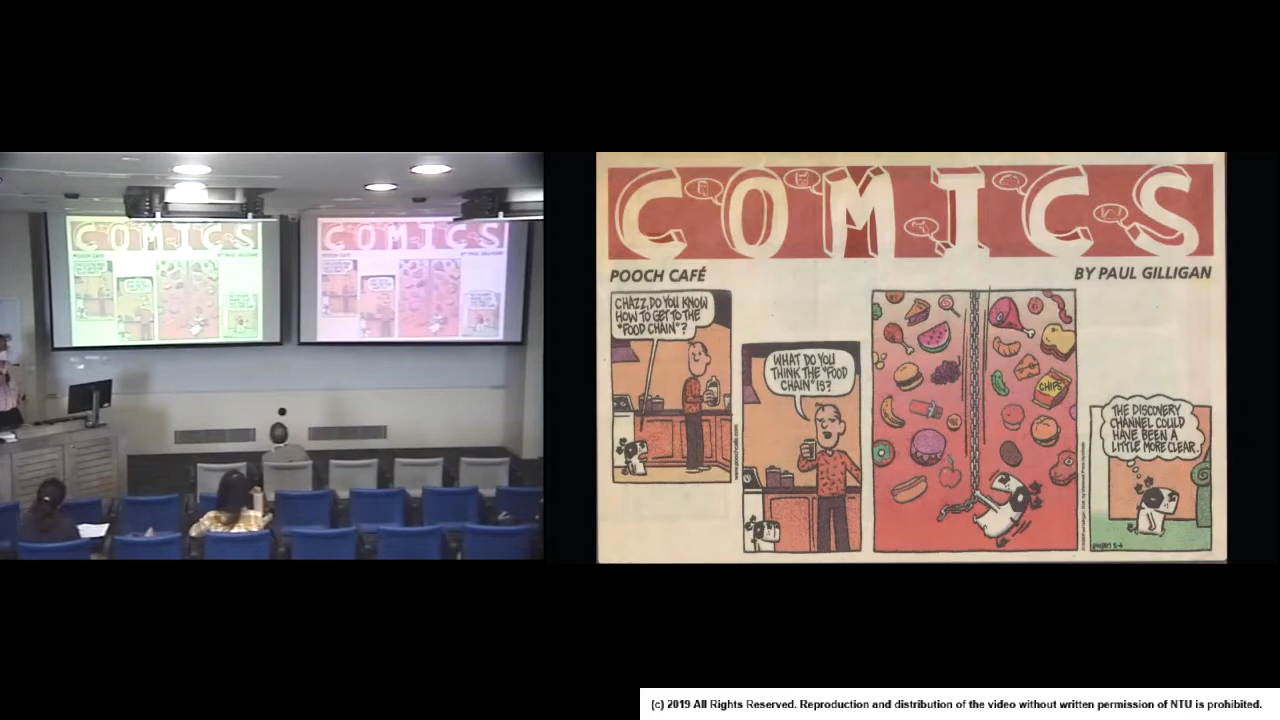 COMICS
POOCH CAFÉ
BY PAUL GILLIGAN
CHAZZ, DO YOU KNOW
HOW TO GET TO THE
"FOOD CHAIN"?
WHAT DO YOU
THINK THE "FOOD
CHAIN" IS?
CHIPS
THE DISCOVERY
CHANNEL COULD
HAVE BEEN A
LITTLE MORE CLEAR.
(c) 2019 All Rights Reserved. Reproduction and distribution of the video without written permission of NTU is prohibited.